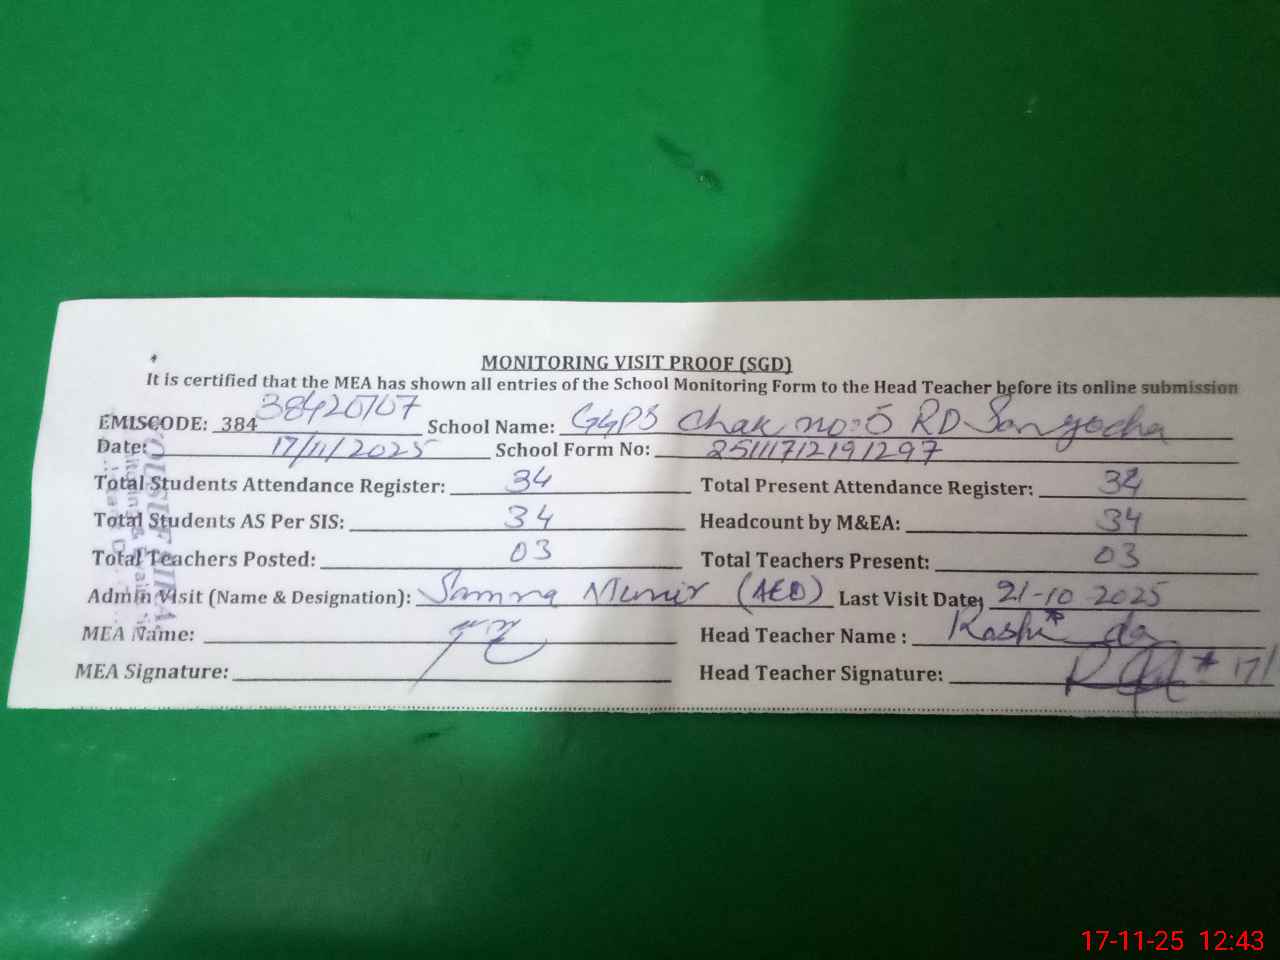 MONITORING VISIT PROOF (SGD)
It is certified that the MEA has shown all entries of the School Monitoring Form to the Head Teacher before its online submission
EMISCODE: 384 38420707 School Name: GGPS Chak no: 5 RD Sangocha
Date: 17/11/2025 School Form No: 25111712191297
Total Students Attendance Register: 34 Total Present Attendance Register: 34
Total Students AS Per SIS: 34 Headcount by M&EA: 34
Total Teachers Posted: 03 Total Teachers Present: 03
Admin Visit (Name & Designation): Samra Munir (AEO) Last Visit Date: 21-10-2025
MEA Name: Head Teacher Name : Rashida
MEA Signature: Head Teacher Signature:
17-11-25 12:43